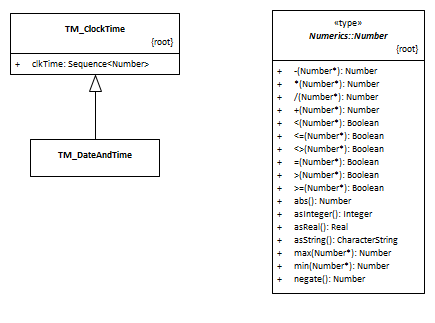 TM_ClockTime
{root}
+ clkTime: Sequence<Number>
TM_DateAndTime
«type»
Numerics::Number
{root}
+ -(Number*): Number
+ *(Number*): Number
+ /(Number*): Number
+ +(Number*): Number
+ <(Number*): Boolean
+ <=(Number*): Boolean
+ <>(Number*): Boolean
+ =(Number*): Boolean
+ >(Number*): Boolean
+ >=(Number*): Boolean
+ abs(): Number
+ asInteger(): Integer
+ asReal(): Real
+ asString(): CharacterString
+ max(Number*): Number
+ min(Number*): Number
+ negate(): Number